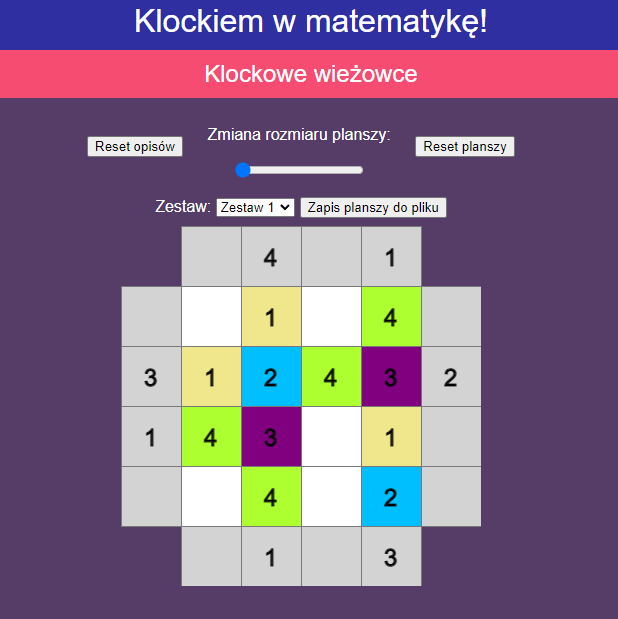 Klockiem w matematykę!
Klockowe wieżowce
Reset opisów Zmiana rozmiaru planszy: Reset planszy
Zestaw: Zestaw 1 Zapis planszy do pliku
4 1
1 4
3 1 2 4 3 2
1 4 3 1
4 2
1 3